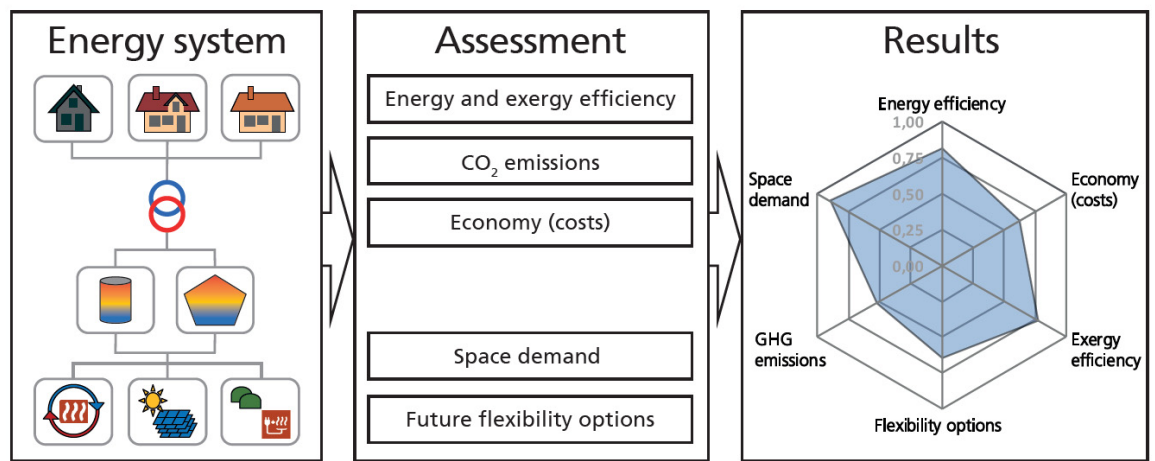 Energy system
Assessment
Energy and exergy efficiency
CO₂ emissions
Economy (costs)
Space demand
Future flexibility options
Results
Energy efficiency
1,00
0,75
0,50
0,25
0,00
Space
demand
Economy
(costs)
GHG
emissions
Exergy
efficiency
Flexibility options